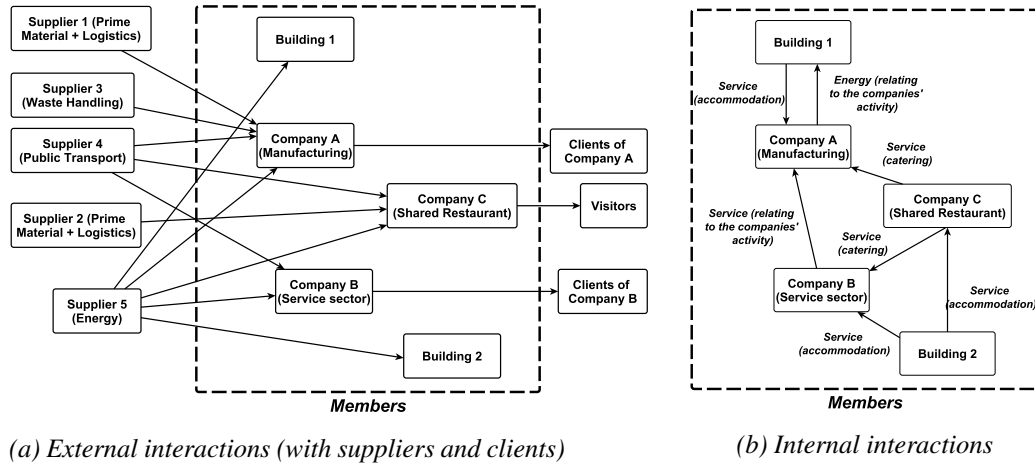 Supplier 1 (Prime
Material + Logistics)
Building 1
Supplier 3
(Waste Handling)
Supplier 4
(Public Transport)
Company A
(Manufacturing)
Clients of
Company A
Supplier 2 (Prime
Material + Logistics)
Company C
(Shared Restaurant)
Visitors
Supplier 5
(Energy)
Company B
(Service sector)
Clients of
Company B
Building 2
Members
(a) External interactions (with suppliers and clients)
Building 1
Service
(accommodation)
Energy (relating
to the companies'
activity)
Company A
(Manufacturing)
Service
(catering)
Company C
(Shared Restaurant)
Service (relating
to the companies'
activity)
Service
(catering)
Company B
(Service sector)
Service
(accommodation)
Service
(accommodation)
Building 2
Members
(b) Internal interactions